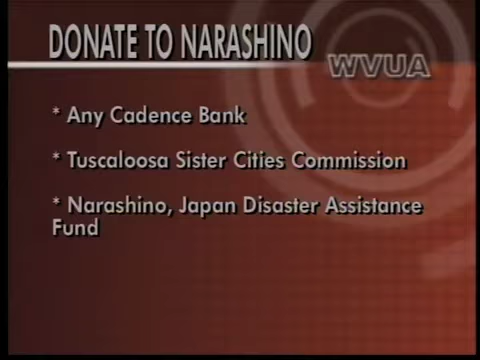 DONATE TO NARASHINO
WVUA
* Any Cadence Bank
* Tuscaloosa Sister Cities Commission
* Narashino, Japan Disaster Assistance
Fund